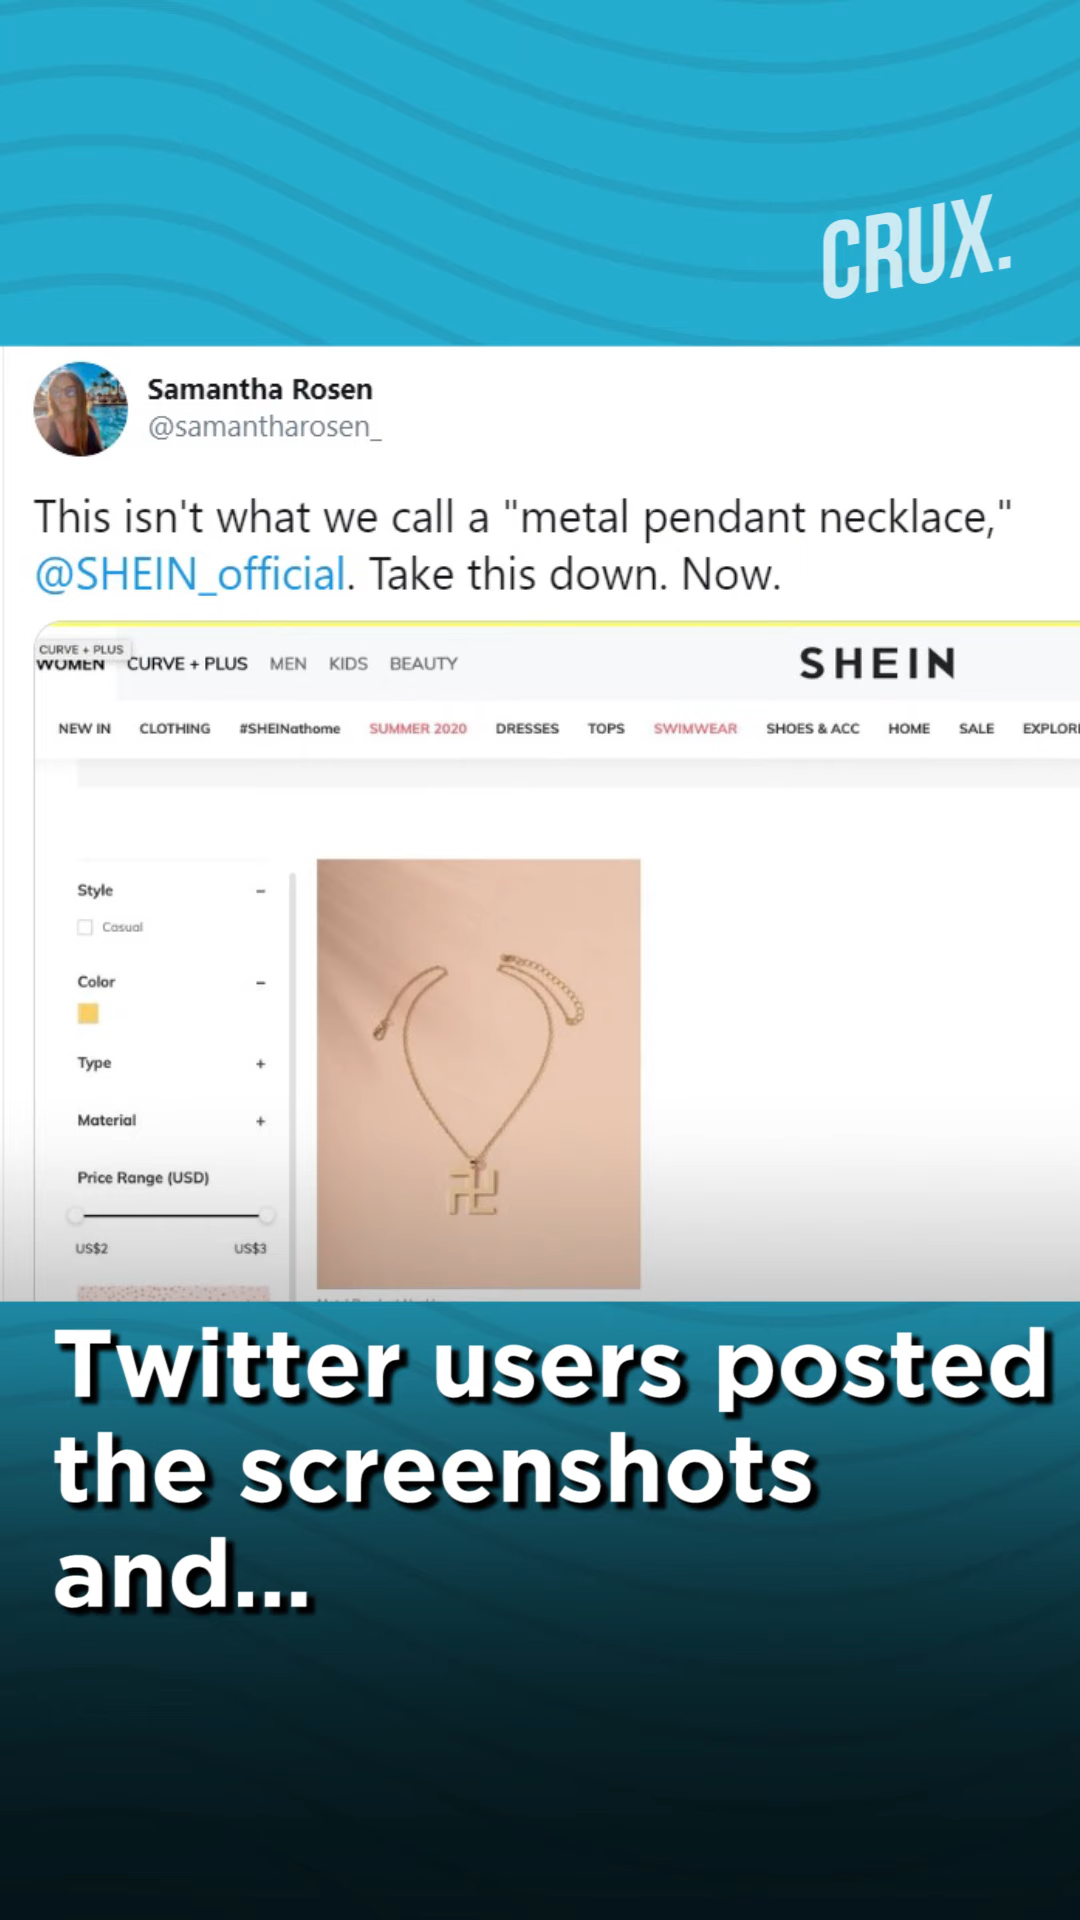 CRUX.
Samantha Rosen
@samantharosen_
This isn't what we call a "metal pendant necklace,"
@SHEIN_official. Take this down. Now.
CURVE + PLUS
WOMEN CURVE + PLUS MEN KIDS BEAUTY
SHEIN
NEW IN CLOTHING #SHEINathome SUMMER 2020 DRESSES TOPS SWIMWEAR SHOES & ACC HOME SALE EXPLOR
Style −
Casual
Color −
Type +
Material +
Price Range (USD)
US$2 US$3
Twitter users posted
the screenshots
and...